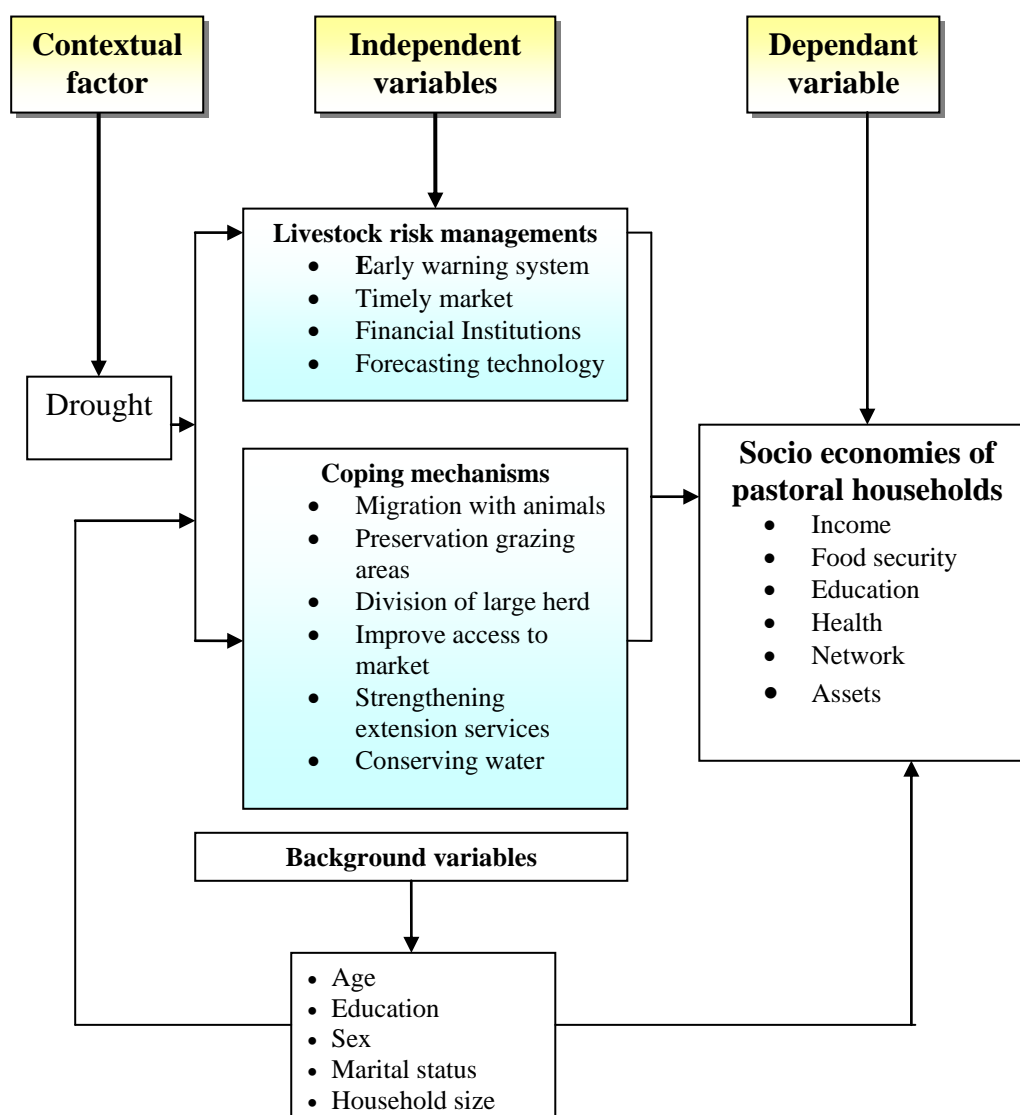 Contextual
factor
Independent
variables
Dependant
variable
Livestock risk managements
• Early warning system
• Timely market
• Financial Institutions
• Forecasting technology
Drought
Coping mechanisms
• Migration with animals
• Preservation grazing
areas
• Division of large herd
• Improve access to
market
• Strengthening
extension services
• Conserving water
Socio economies of
pastoral households
• Income
• Food security
• Education
• Health
• Network
• Assets
Background variables
• Age
• Education
• Sex
• Marital status
• Household size